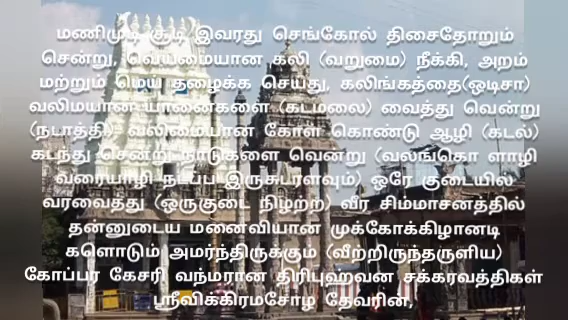 மணிமுடி சூடி இவரது செங்கோல் திசைதோறும்
சென்று, வெய்மையான கலி (வறுமை) நீக்கி, அறம்
மற்றும் மெய் தழைக்க செய்து, கலிங்கத்தை(ஒடிசா)
வலிமையான யானைகளை (கடமலை) வைத்து வென்று
(நடாத்தி) வலிமையான கோள் கொண்டு ஆழி (கடல்)
கடந்து சென்று நாடுகளை வென்று (வலங்கொ ளாழி
வரையாழி நடப்ப இருசுடரளவும்) ஒரே குடையில்
வரவைத்து (ஒருகுடை நிழற்ற) வீர சிம்மாசனத்தில்
தன்னுடைய மனைவியான் முக்கோக்கிழானடி
களொடும் அமர்ந்திருக்கும் (வீற்றிருந்தருளிய)
கோப்பர கேசரி வந்மரான திரிபுஹ்வன சக்கரவத்திகள்
ஸ்ரீவிக்கிரமசோழ தேவரின்,